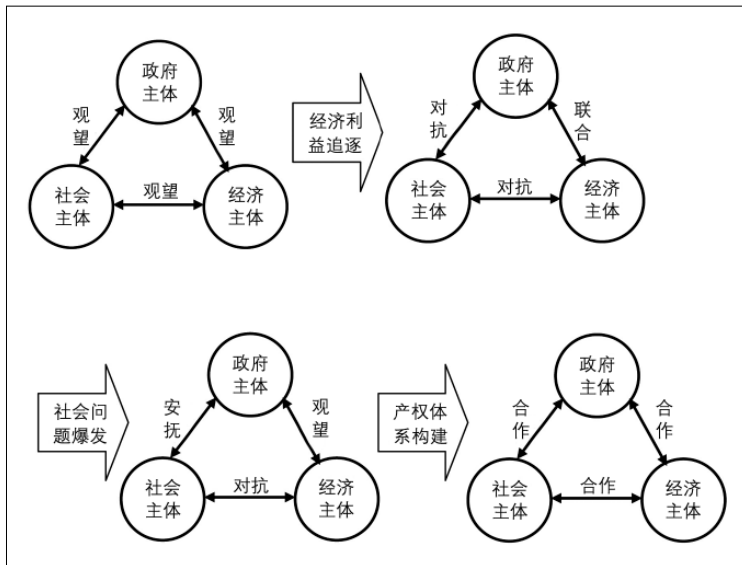 政府
主体
观
望
观
望
社会
主体
观望
经济
主体
经济利
益追逐
政府
主体
对
抗
联
合
社会
主体
对抗
经济
主体
社会问
题爆发
政府
主体
安
抚
观
望
社会
主体
对抗
经济
主体
产权体
系构建
政府
主体
合
作
合
作
社会
主体
合作
经济
主体